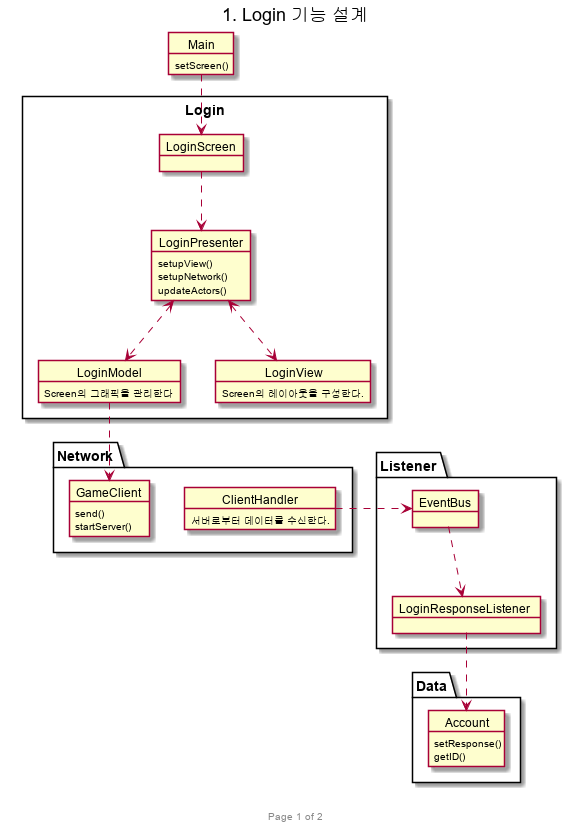 1. Login 기능 설계
Main
setScreen()
Login
LoginScreen
LoginPresenter
setupView()
setupNetwork()
updateActors()
LoginModel
Screen의 그래픽을 관리한다
LoginView
Screen의 레이아웃을 구성한다.
Network
GameClient
send()
startServer()
ClientHandler
서버로부터 데이터를 수신한다.
Listener
EventBus
LoginResponseListener
Data
Account
setResponse()
getID()
Page 1 of 2